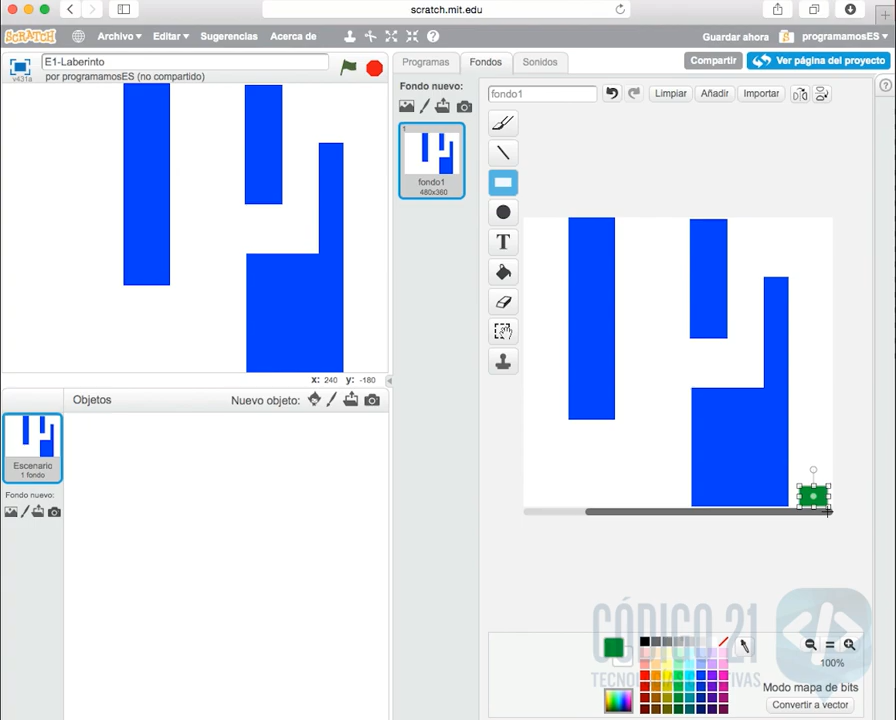 scratch.mit.edu
SCRATCH
Archivo
Editar
Sugerencias
Acerca de
Guardar ahora
programamosES
E1-Laberinto
por programamosES (no compartido)
v431a
Programas
Fondos
Sonidos
Compartir
Ver página del proyecto
Fondo nuevo:
fondo1
Limpiar
Añadir
Importar
1
fondo1
480x360
T
x: 240 y: -180
Objetos
Nuevo objeto:
Escenario
1 fondo
Fondo nuevo:
CÓDIGO 21
100%
Modo mapa de bits
Convertir a vector